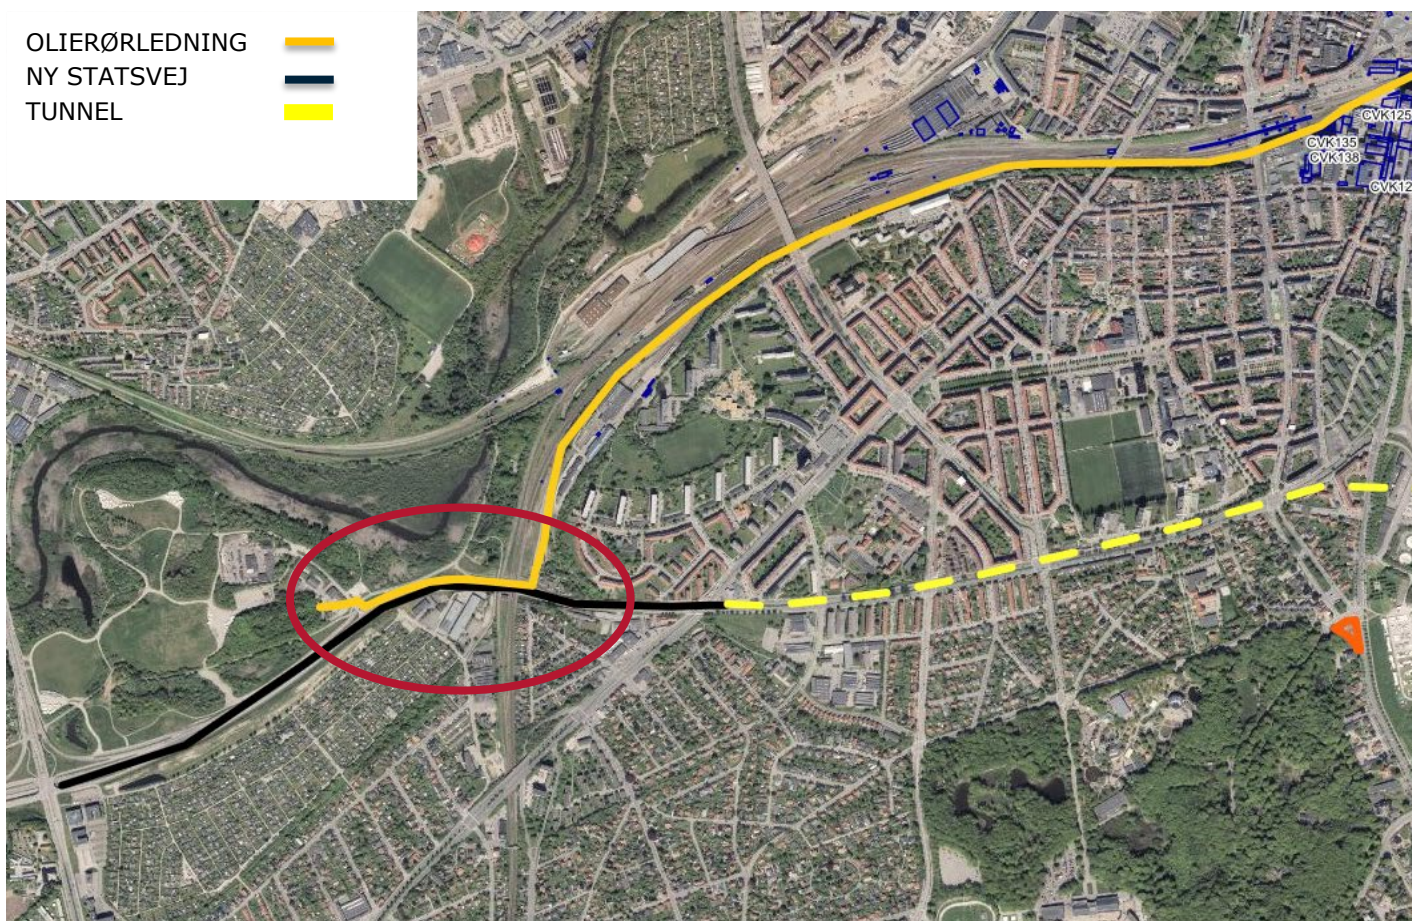 OLIERØRLEDNING
NY STATSVEJ
TUNNEL
CVK125
CVK135
CVK138
CVK12